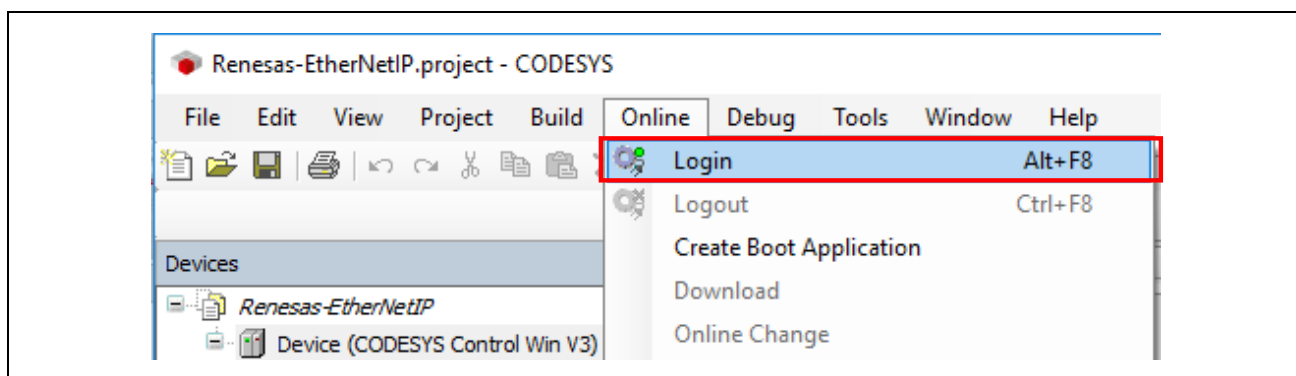 Renesas-EtherNetIP.project - CODESYS
File Edit View Project Build Online Debug Tools Window Help
Login Alt+F8
Logout Ctrl+F8
Create Boot Application
Devices
Download
Renesas-EtherNetIP
Online Change
Device (CODESYS Control Win V3)